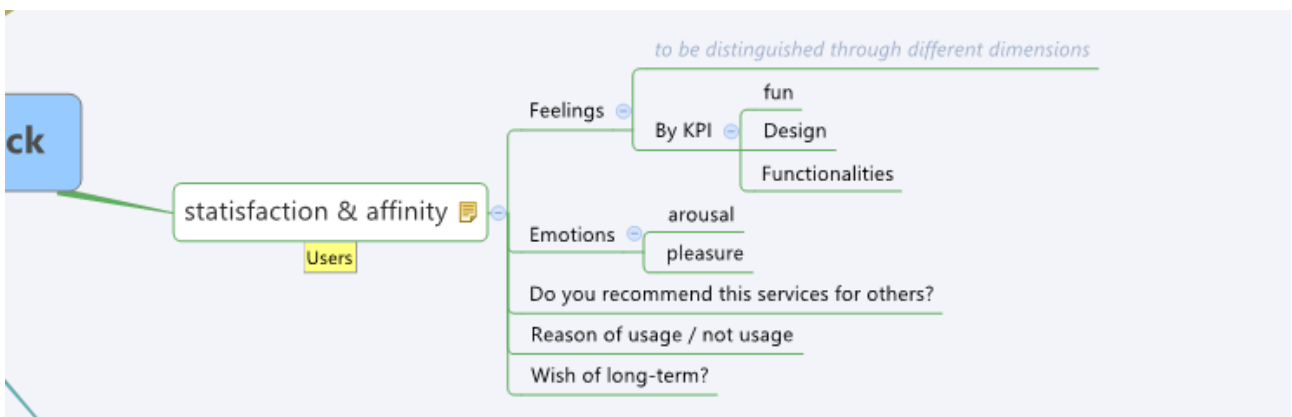 to be distinguished through different dimensions
fun
Feelings
By KPI
Design
ck
Functionalities
statisfaction & affinity
arousal
Emotions
pleasure
Users
Do you recommend this services for others?
Reason of usage / not usage
Wish of long-term?